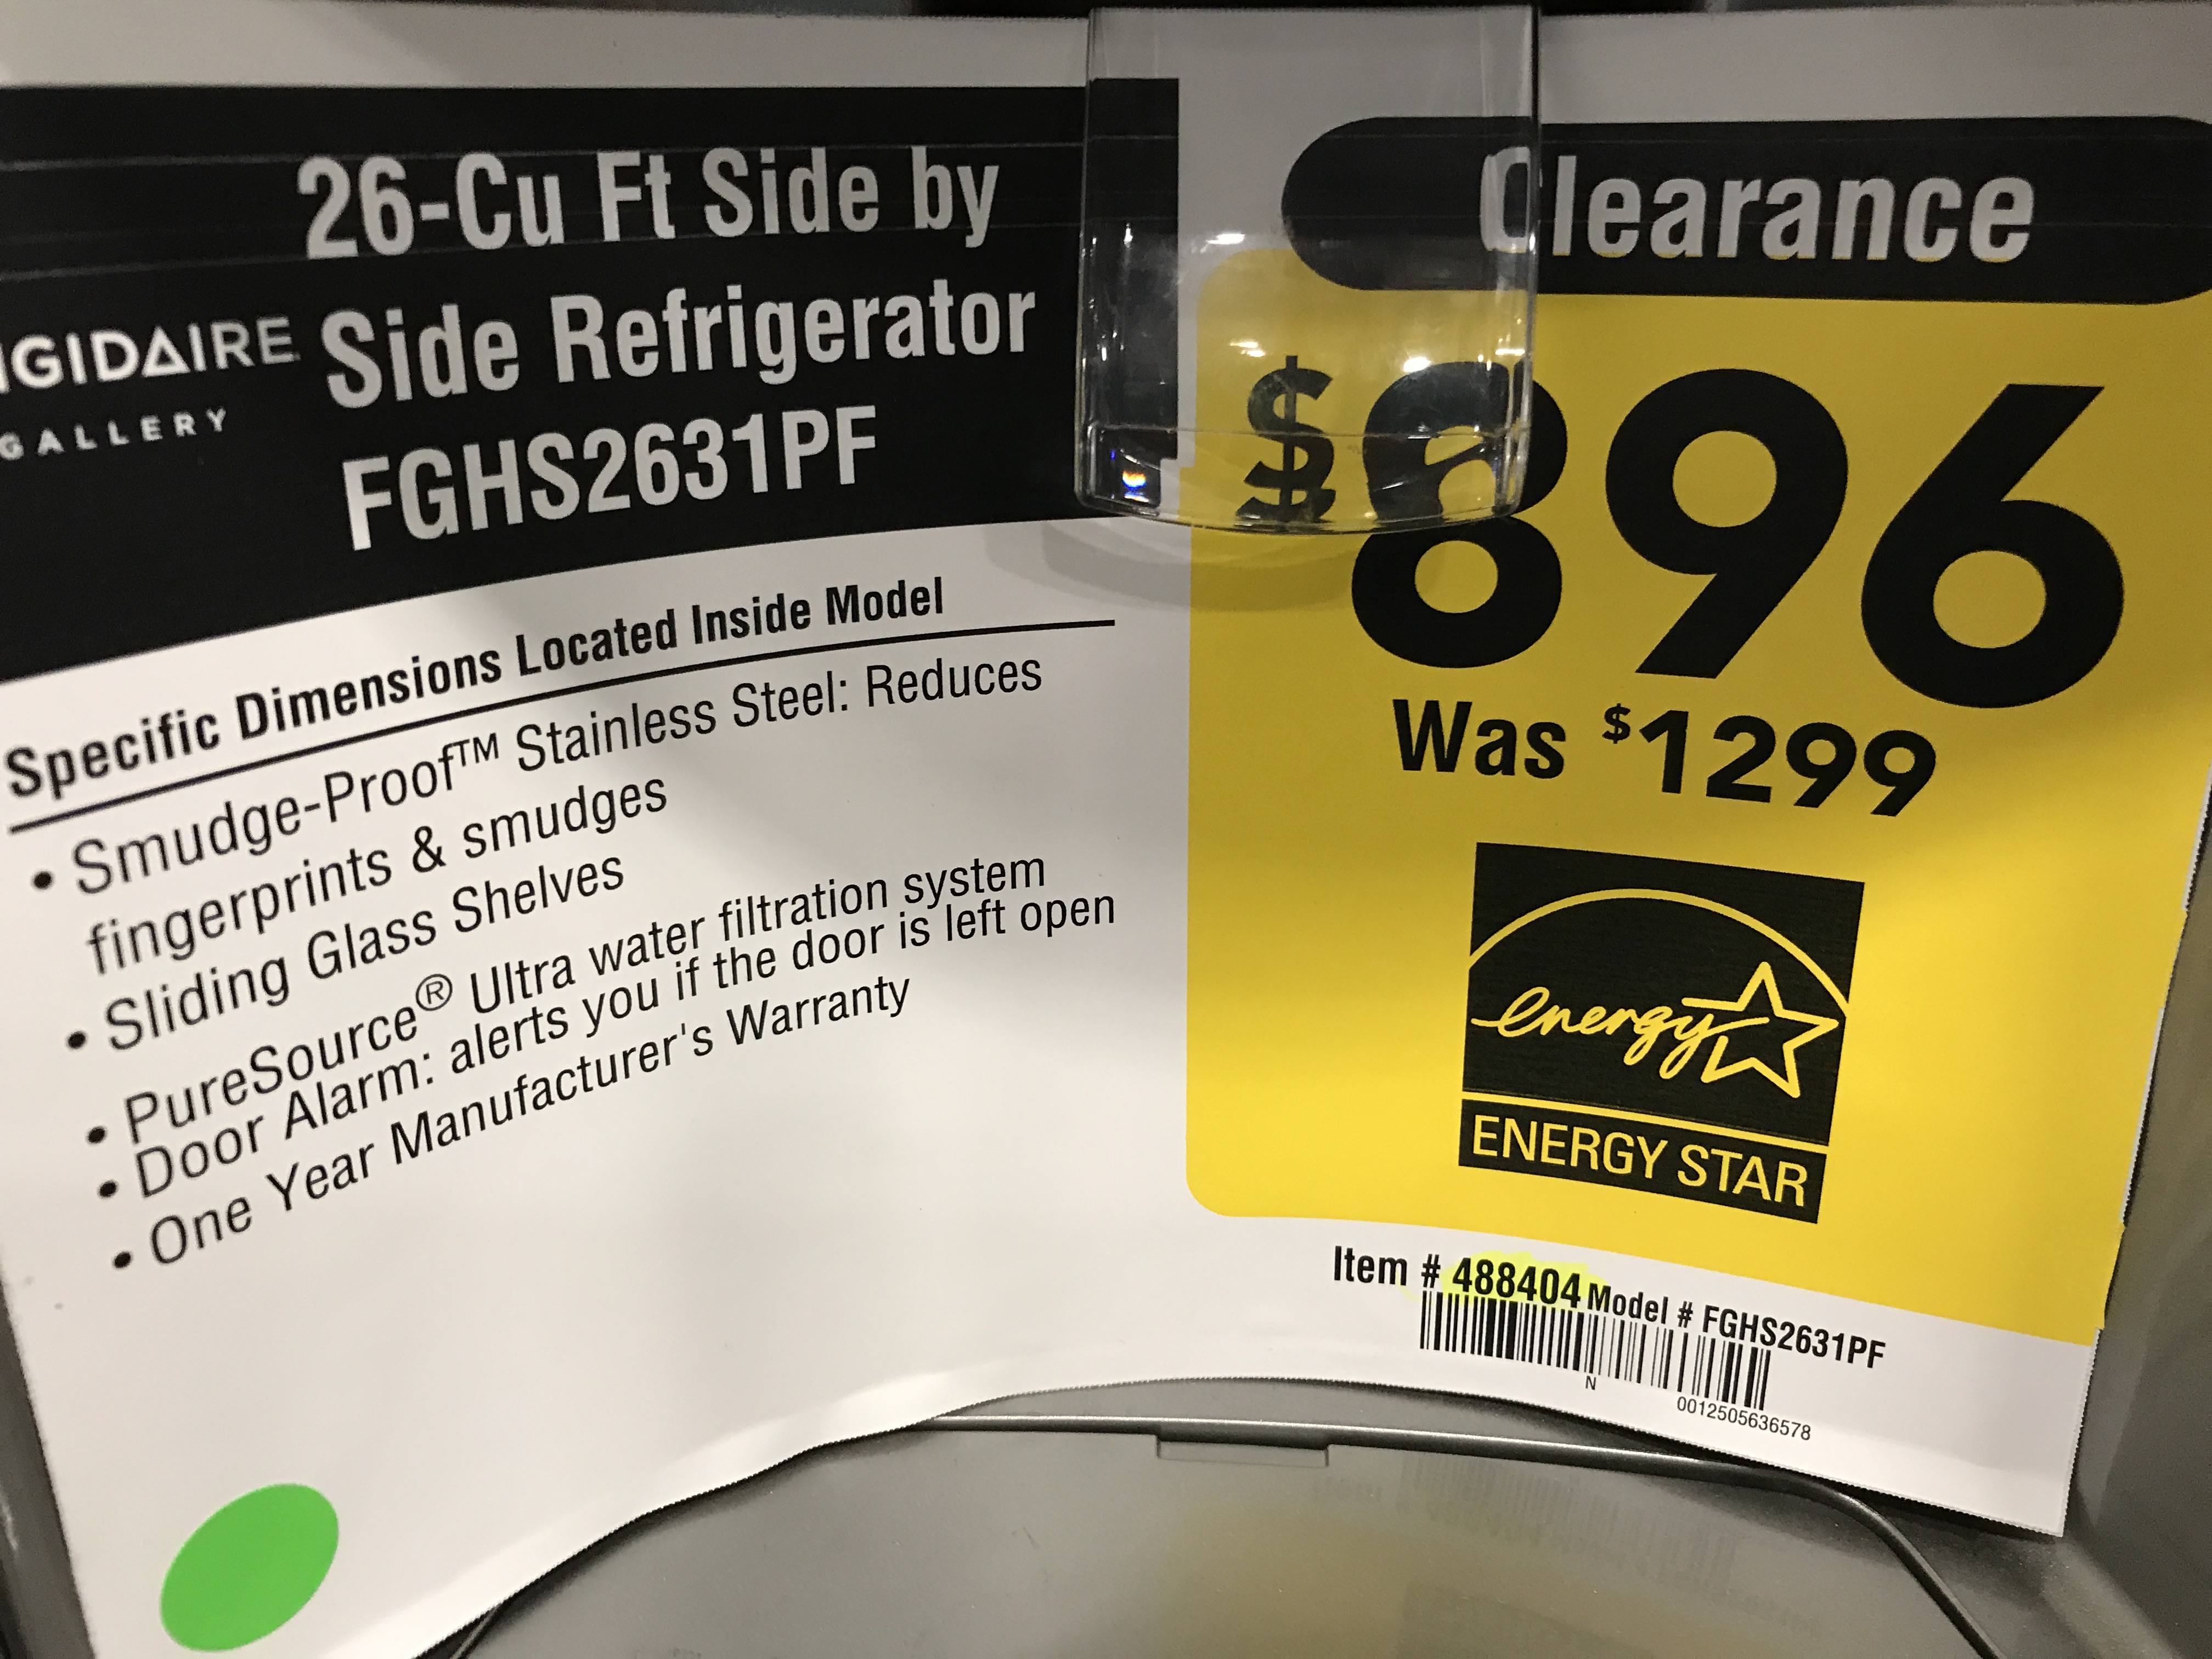 26-Cu Ft Side by
Side Refrigerator
FGHS2631PF
IGIDAIRE
GALLERY
Specific Dimensions Located Inside Model
• Smudge-Proof™ Stainless Steel: Reduces
fingerprints & smudges
• Sliding Glass Shelves
• PureSource® Ultra water filtration system
• Door Alarm: alerts you if the door is left open
• One Year Manufacturer's Warranty
Clearance
$896
Was $1299
energy
ENERGY STAR
Item # 488404 Model # FGHS2631PF
N
0012505636578